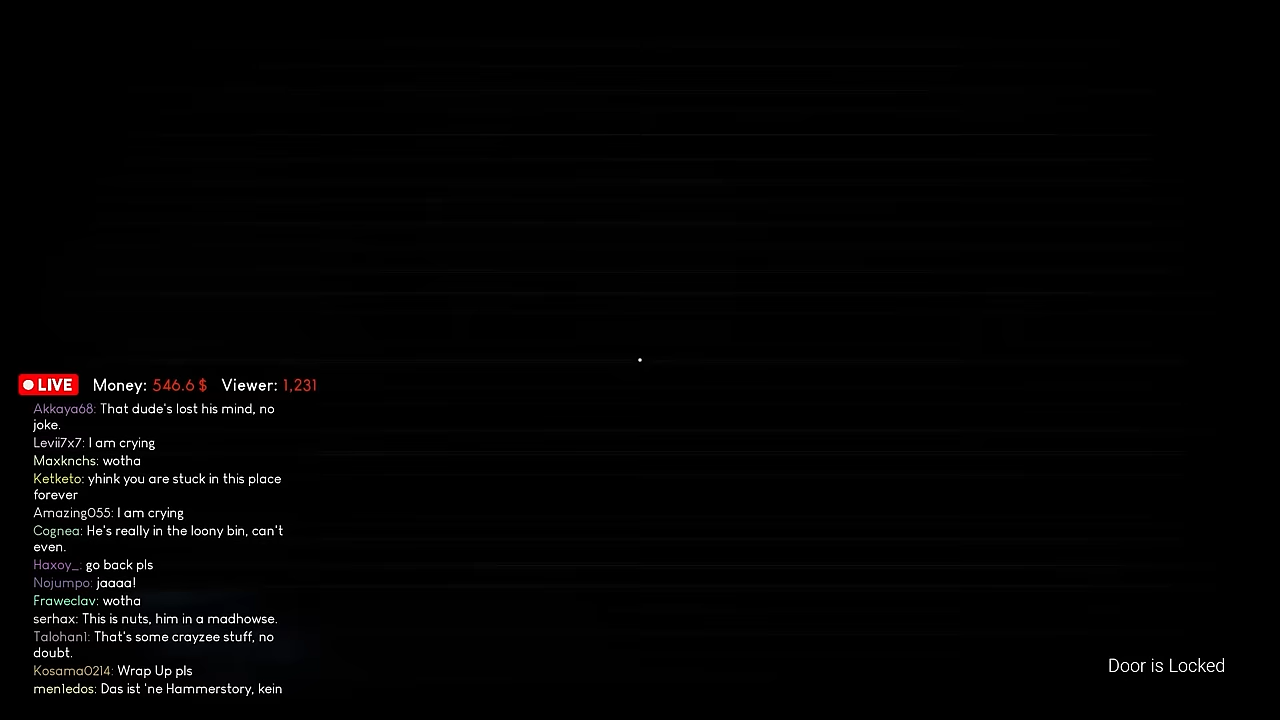 LIVE Money: 546.6 $ Viewer: 1,231
Akkaya68: That dude's lost his mind, no
joke.
Levii7x7: I am crying
Maxknchs: wotha
Ketketo: yhink you are stuck in this place
forever
Amazing055: I am crying
Cognea: He's really in the loony bin, can't
even.
Haxoy_: go back pls
Nojumpo: jaaaa!
Fraweclav: wotha
serhax: This is nuts, him in a madhowse.
Talohan1: That's some crayzee stuff, no
doubt.
Kosama0214: Wrap Up pls
men1edos: Das ist 'ne Hammerstory, kein
Door is Locked